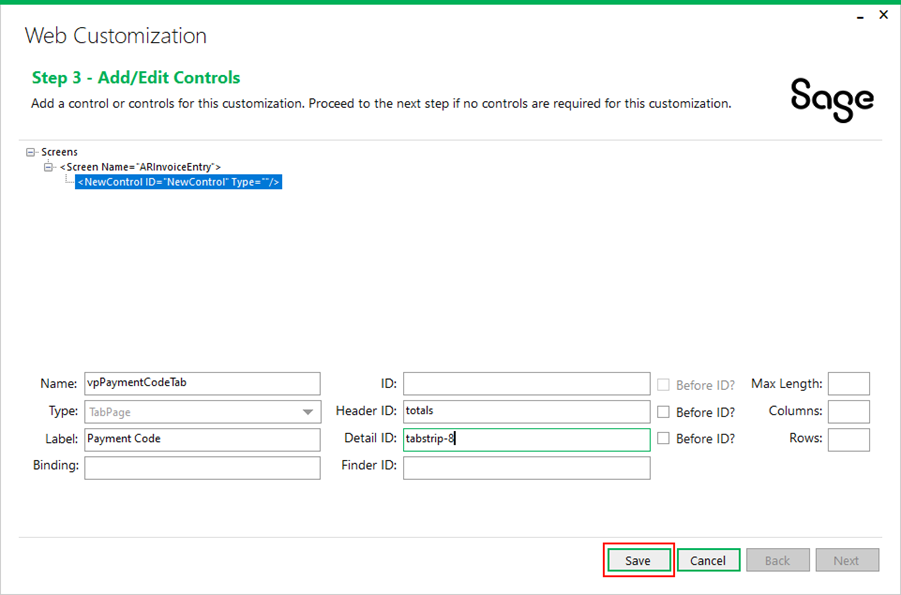 Web Customization
Step 3 - Add/Edit Controls
Add a control or controls for this customization. Proceed to the next step if no controls are required for this customization.
Sage
Screens
<Screen Name="ARInvoiceEntry">
<NewControl ID="NewControl" Type=""/>
Name: vpPaymentCodeTab ID: Before ID? Max Length:
Type: TabPage Header ID: totals Before ID? Columns:
Label: Payment Code Detail ID: tabstrip-8 Before ID? Rows:
Binding: Finder ID:
Save Cancel Back Next